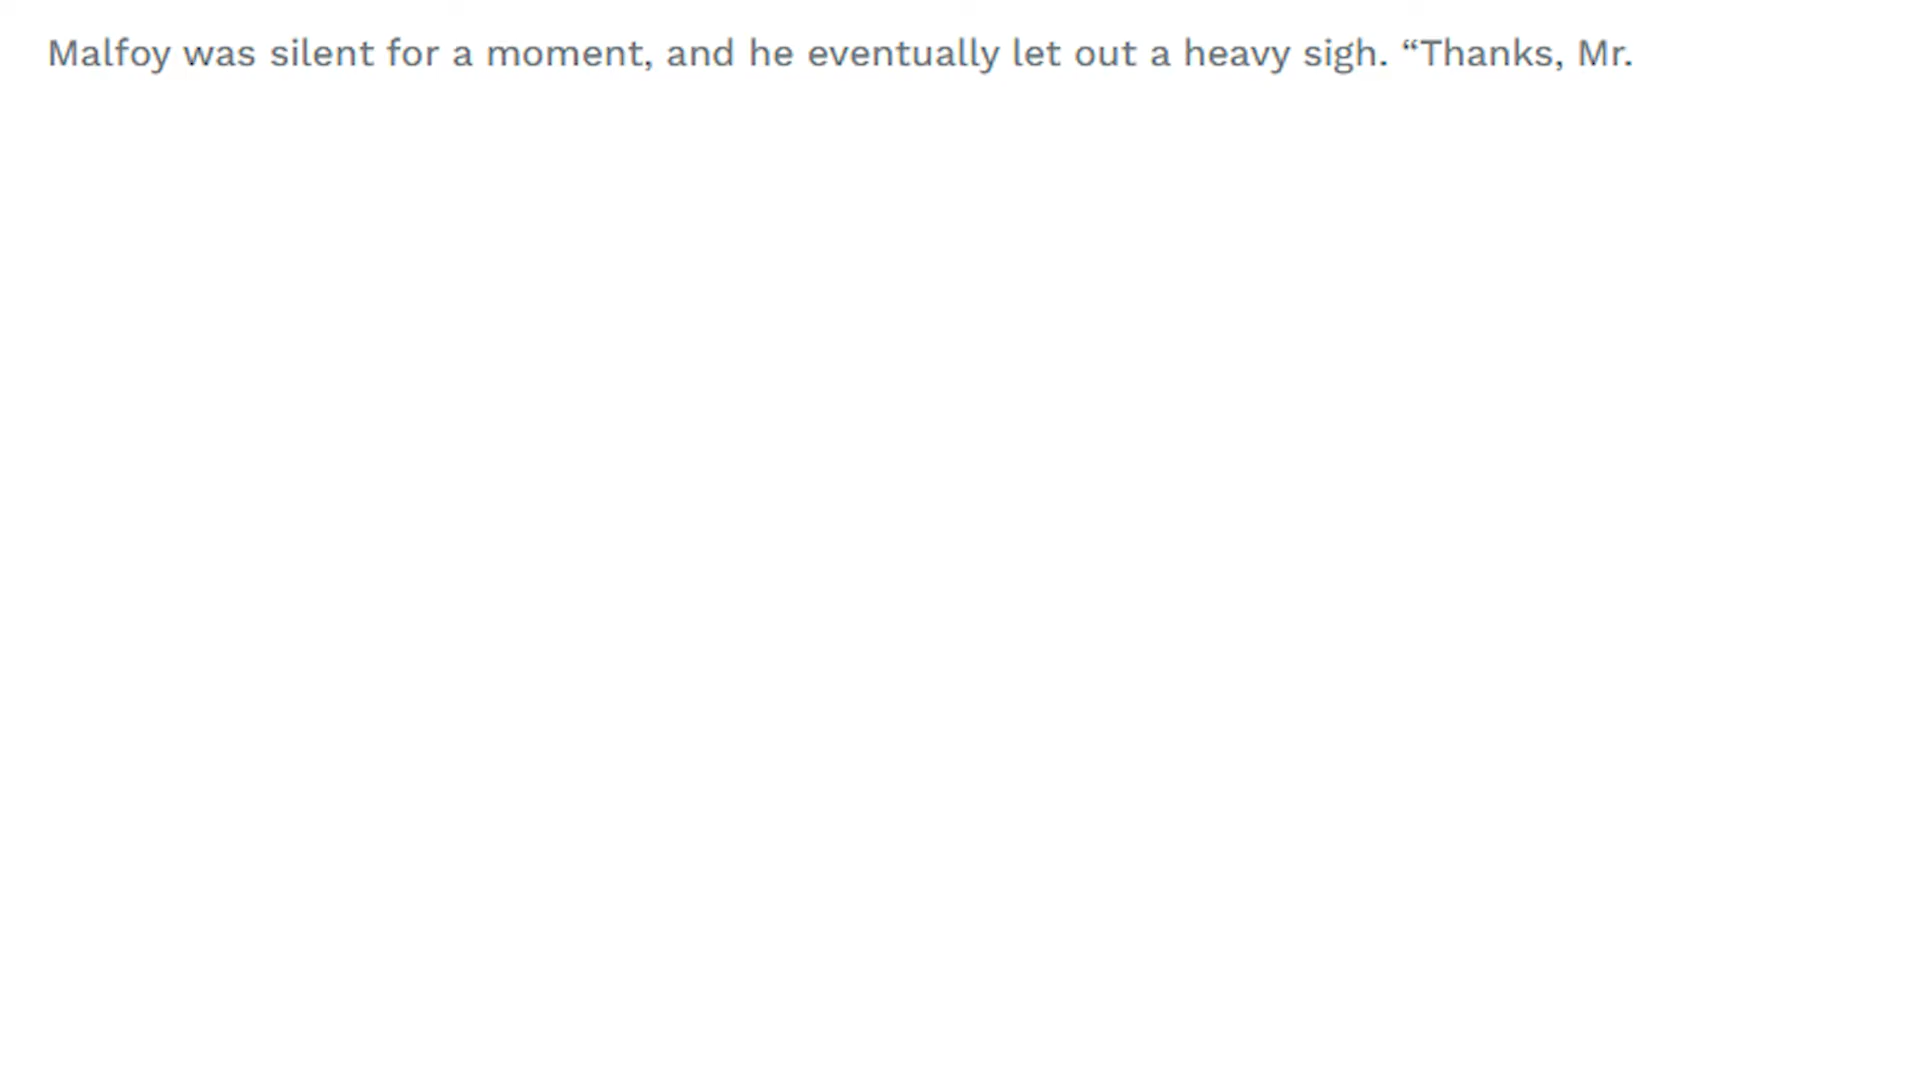 Malfoy was silent for a moment, and he eventually let out a heavy sigh. “Thanks, Mr.